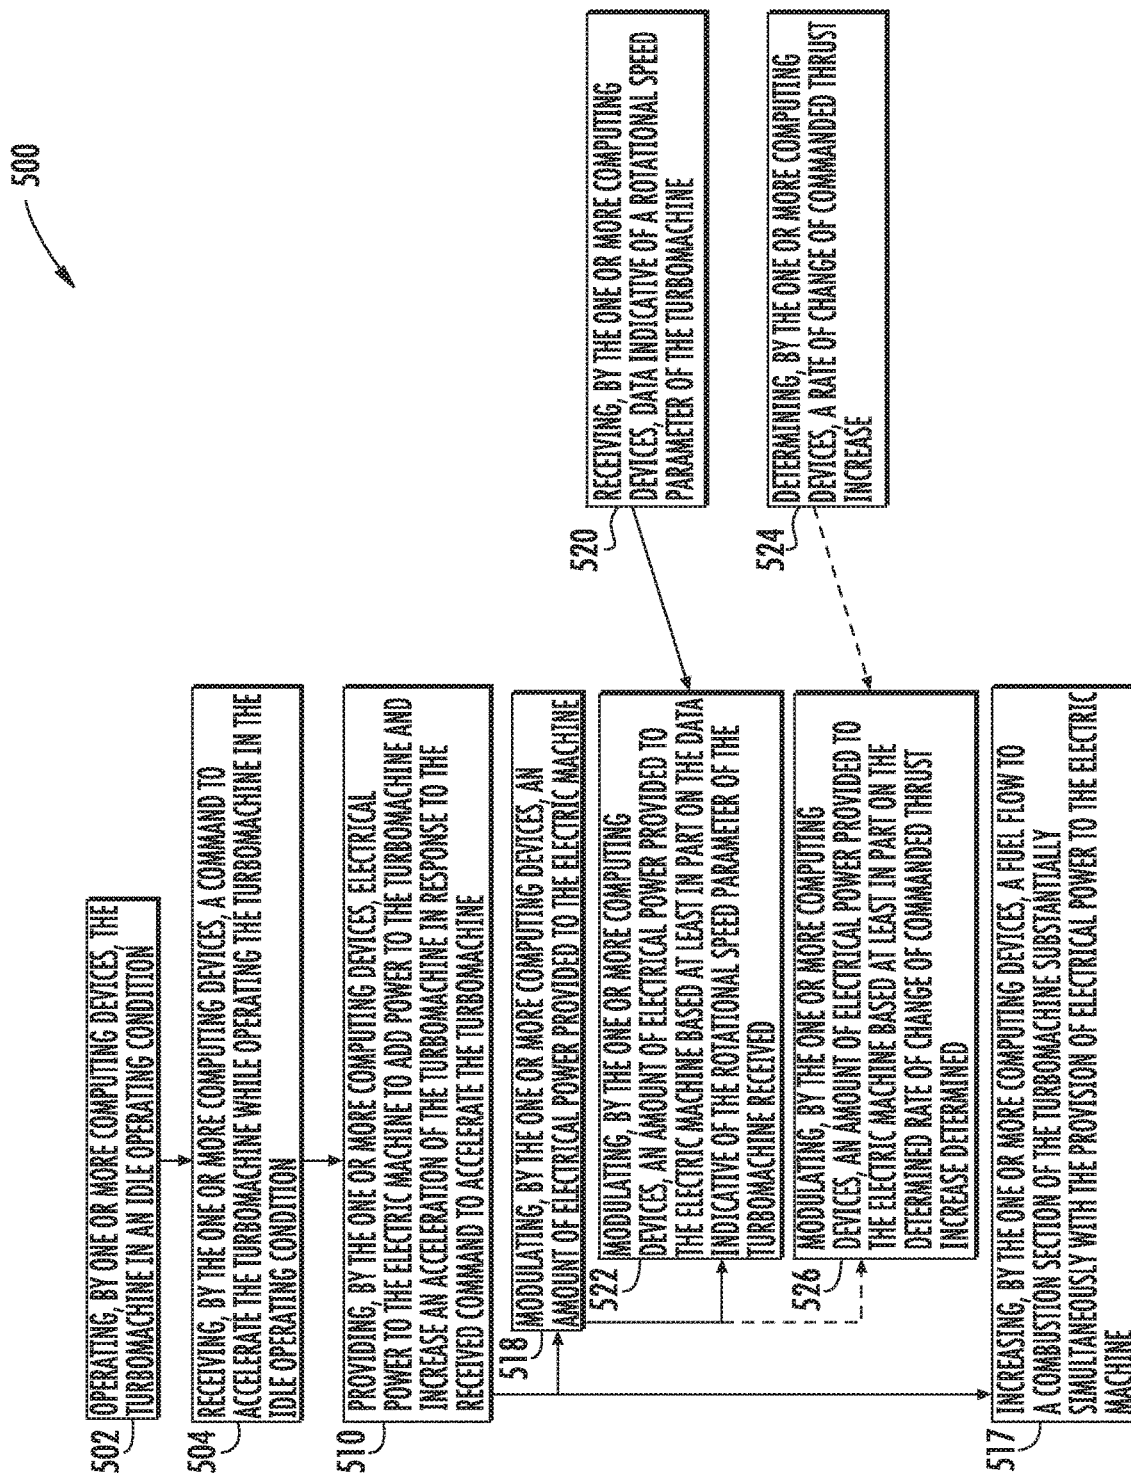 500
502
OPERATING, BY ONE OR MORE COMPUTING DEVICES, THE
TURBOMACHINE IN AN IDLE OPERATING CONDITION
504
RECEIVING, BY THE ONE OR MORE COMPUTING DEVICES, A COMMAND TO
ACCELERATE THE TURBOMACHINE WHILE OPERATING THE TURBOMACHINE IN THE
IDLE OPERATING CONDITION
510
PROVIDING, BY THE ONE OR MORE COMPUTING DEVICES, ELECTRICAL
POWER TO THE ELECTRIC MACHINE TO ADD POWER TO THE TURBOMACHINE AND
INCREASE AN ACCELERATION OF THE TURBOMACHINE IN RESPONSE TO THE
RECEIVED COMMAND TO ACCELERATE THE TURBOMACHINE
518
MODULATING, BY THE ONE OR MORE COMPUTING DEVICES, AN
AMOUNT OF ELECTRICAL POWER PROVIDED TO THE ELECTRIC MACHINE
522
MODULATING, BY THE ONE OR MORE COMPUTING
DEVICES, AN AMOUNT OF ELECTRICAL POWER PROVIDED TO
THE ELECTRIC MACHINE BASED AT LEAST IN PART ON THE DATA
INDICATIVE OF THE ROTATIONAL SPEED PARAMETER OF THE
TURBOMACHINE RECEIVED
520
RECEIVING, BY THE ONE OR MORE COMPUTING
DEVICES, DATA INDICATIVE OF A ROTATIONAL SPEED
PARAMETER OF THE TURBOMACHINE
526
MODULATING, BY THE ONE OR MORE COMPUTING
DEVICES, AN AMOUNT OF ELECTRICAL POWER PROVIDED TO
THE ELECTRIC MACHINE BASED AT LEAST IN PART ON THE
DETERMINED RATE OF CHANGE OF COMMANDED THRUST
INCREASE DETERMINED
524
DETERMINING, BY THE ONE OR MORE COMPUTING
DEVICES, A RATE OF CHANGE OF COMMANDED THRUST
INCREASE
517
INCREASING, BY THE ONE OR MORE COMPUTING DEVICES, A FUEL FLOW TO
A COMBUSTION SECTION OF THE TURBOMACHINE SUBSTANTIALLY
SIMULTANEOUSLY WITH THE PROVISION OF ELECTRICAL POWER TO THE ELECTRIC
MACHINE